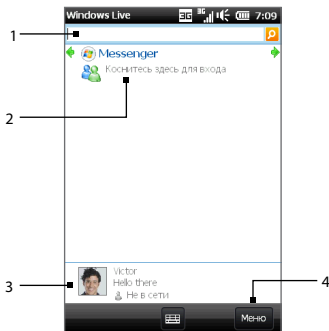 Windows Live 3G 3G 7:09
1
Messenger
Коснитесь здесь для входа
2
Victor
Hello there
3
Не в сети
4
Меню